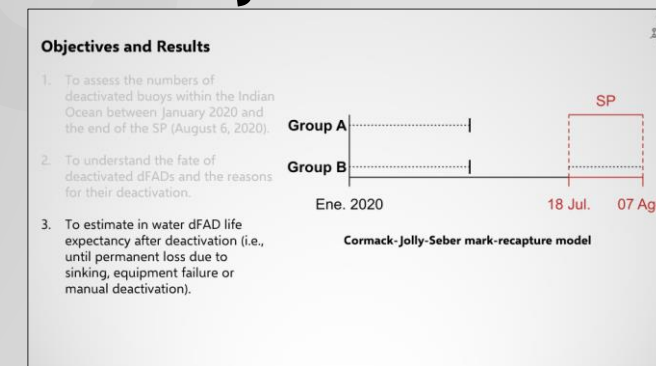 Objectives and Results
1. To assess the numbers of
deactivated buoys within the Indian
Ocean between January 2020 and
the end of the SP (August 6, 2020).
2. To understand the fate of
deactivated dFADs and the reasons
for their deactivation.
3. To estimate in water dFAD life
expectancy after deactivation (i.e.,
until permanent loss due to
sinking, equipment failure or
manual deactivation).
SP
Group A
Group B
Ene. 2020
18 Jul.
07 Ag
Cormack-Jolly-Seber mark-recapture model